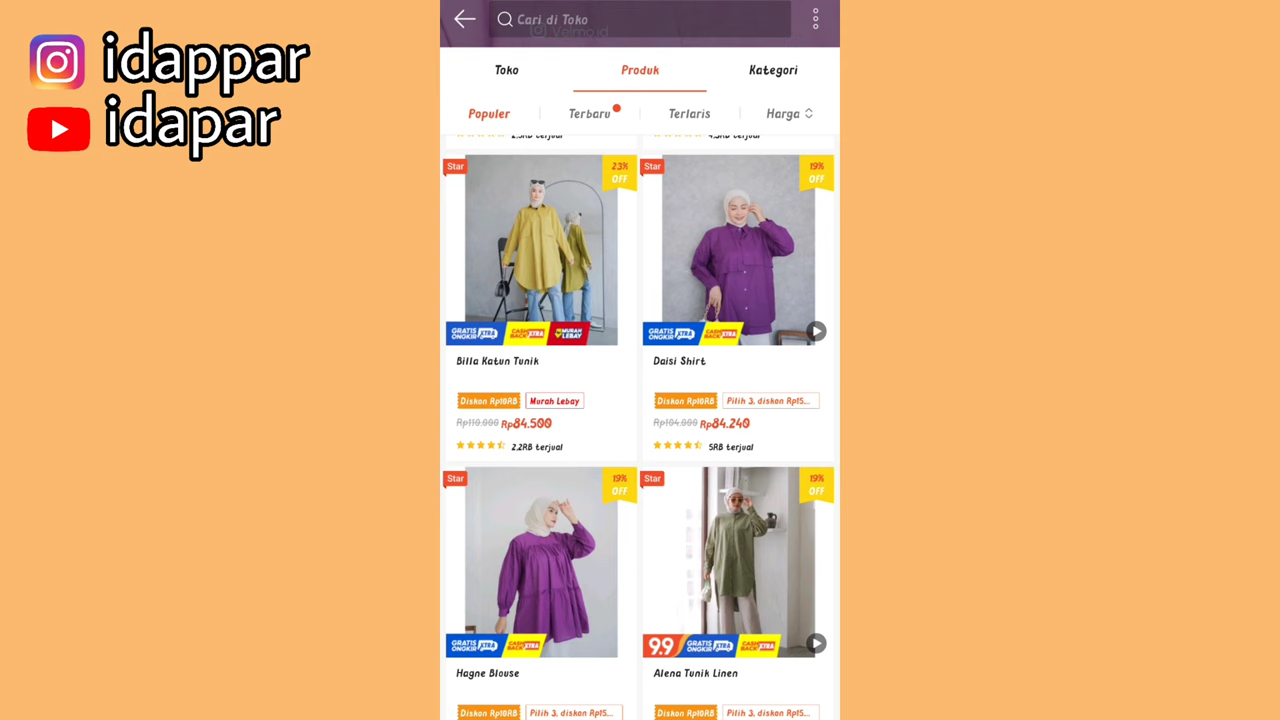 idappar
idapar
Cari di Toko
Velmo.id
Toko
Produk
Kategori
Populer
Terbaru
Terlaris
Harga
terjual
terjual
Star
23%
OFF
Star
19%
OFF
GRATIS ONGKIR XTRA
CASHBACK XTRA
MURAH LEBAY
GRATIS ONGKIR XTRA
CASHBACK XTRA
Billa Katun Tunik
Daisi Shirt
Diskon Rp10RB
Murah Lebay
Diskon Rp10RB
Pilih 3, diskon Rp15...
Rp110.000 Rp84.500
Rp104.000 Rp84.240
2,2RB terjual
5RB terjual
Star
19%
OFF
Star
19%
OFF
GRATIS ONGKIR XTRA
CASHBACK XTRA
9.9
GRATIS ONGKIR XTRA
CASHBACK XTRA
Hagne Blouse
Alena Tunik Linen
Diskon Rp10RB
Pilih 3, diskon Rp15...
Diskon Rp10RB
Pilih 3, diskon Rp15...